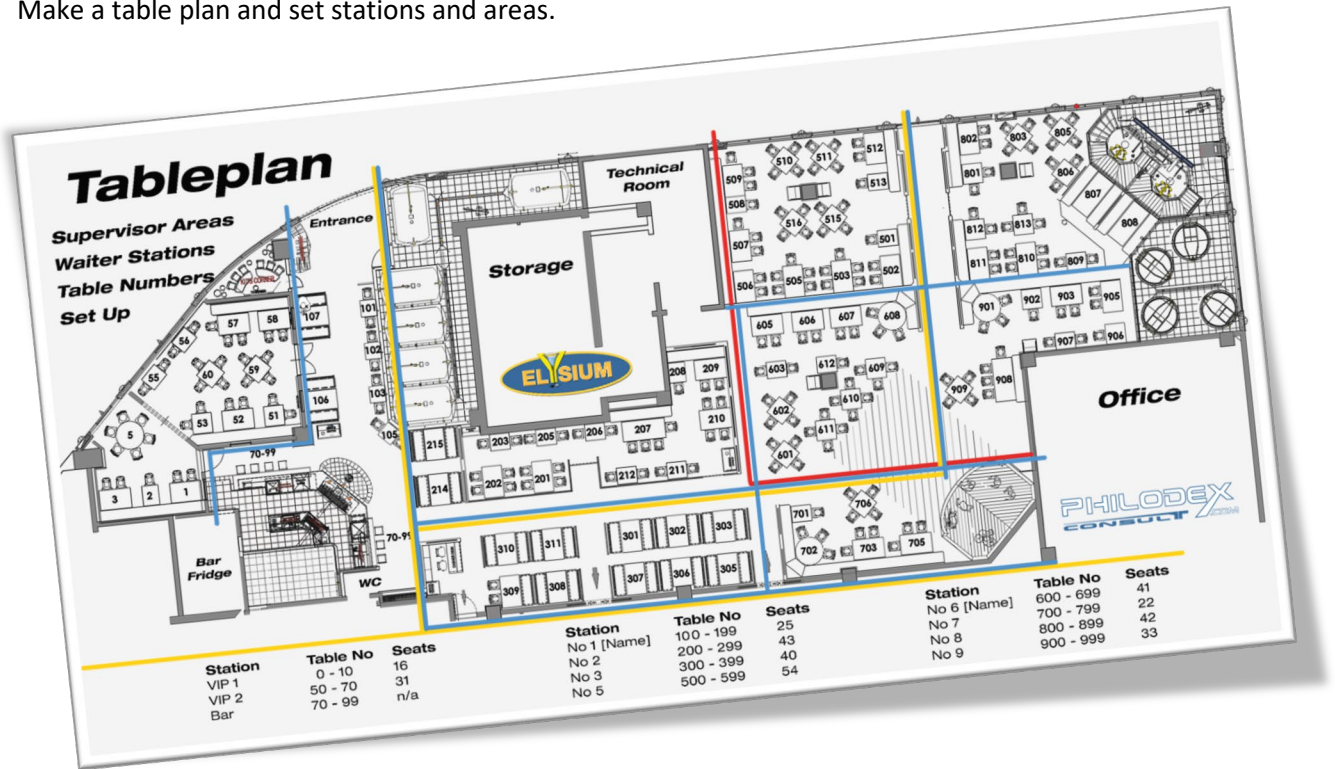 Make a table plan and set stations and areas.
Tableplan
Supervisor Areas
Waiter Stations
Table Numbers
Set Up
Entrance
Technical
Room
Storage
ELYSIUM
Office
PHILODEX
CONSULT .COM
Bar
Fridge
WC
70-99
70-99
KIDS CORNER
57 58 107
56
55 60 59
53 52 51 106
5
3 2 1
101
102
103
105
215
214
203 205 206 207
208 209
210
202 201 212 211
310 311 301 302 303
309 308 307 306 305
509 510 511 512
508 513
507 516 515 501
506 505 503 502
605 606 607 608
603 612 609
602 610
611
601
701 706
702 703 705
802 803 805
801 806 807
812 813 808
811 810 809
901 902 903 905
907 906
909 908
Station Table No Seats
VIP 1 0 - 10 16
VIP 2 50 - 70 31
Bar 70 - 99 n/a
Station Table No Seats
No 1 [Name] 100 - 199 25
No 2 200 - 299 43
No 3 300 - 399 40
No 5 500 - 599 54
Station Table No Seats
No 6 [Name] 600 - 699 41
No 7 700 - 799 22
No 8 800 - 899 42
No 9 900 - 999 33